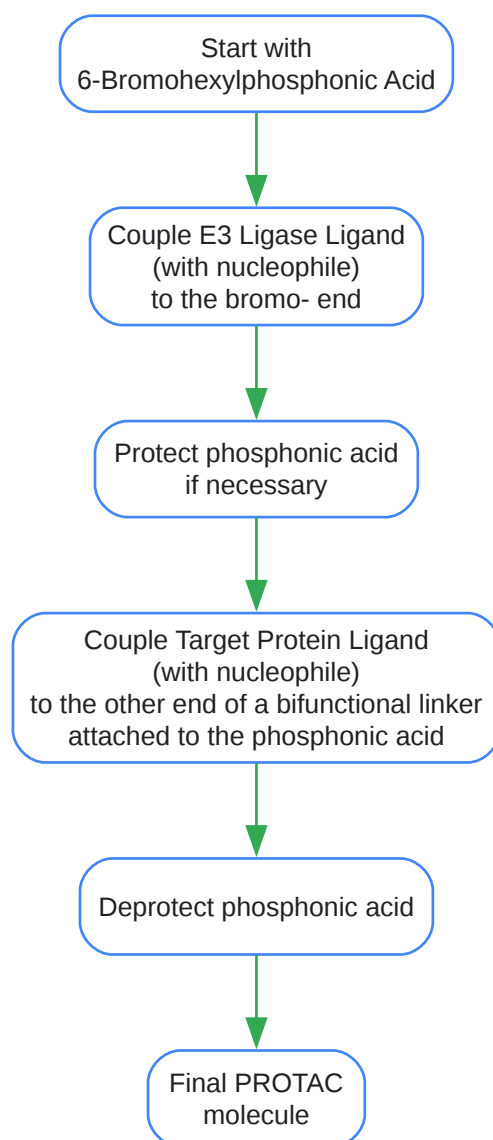 Start with
6-Bromohexylphosphonic Acid
Couple E3 Ligase Ligand
(with nucleophile)
to the bromo- end
Protect phosphonic acid
if necessary
Couple Target Protein Ligand
(with nucleophile)
to the other end of a bifunctional linker
attached to the phosphonic acid
Deprotect phosphonic acid
Final PROTAC
molecule